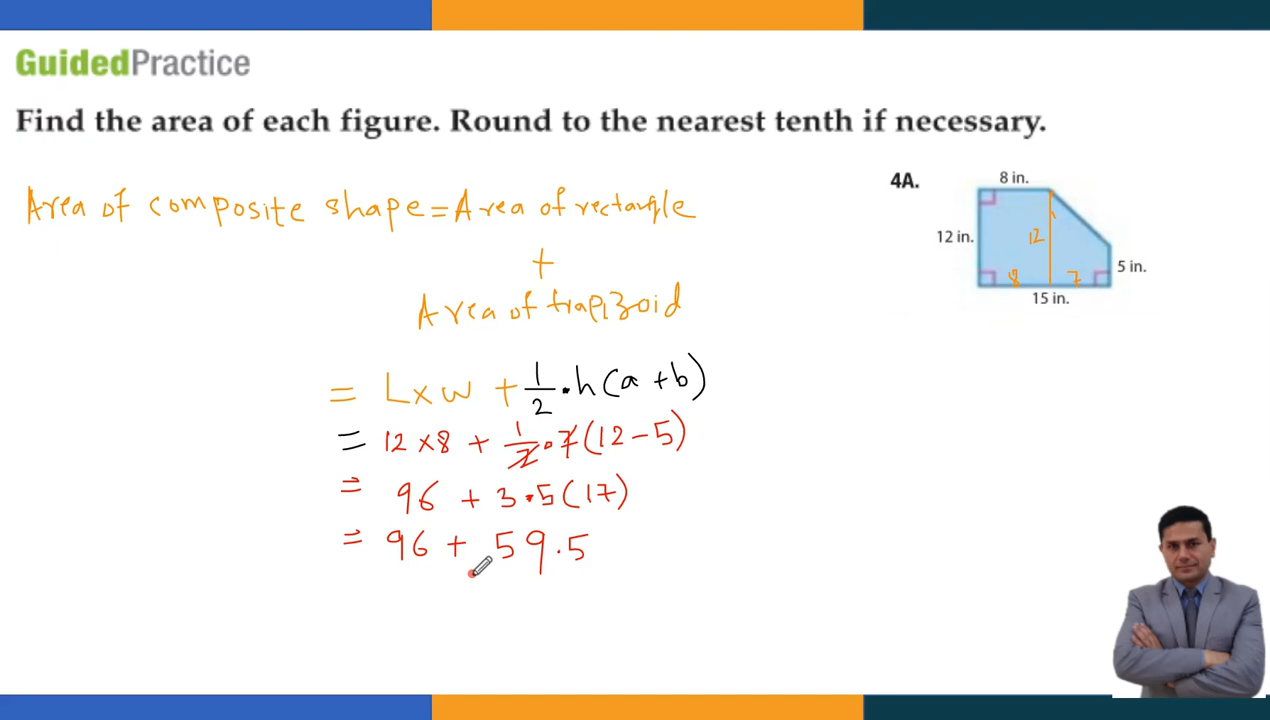 GuidedPractice
Find the area of each figure. Round to the nearest tenth if necessary.
Area of composite shape = Area of rectangle
+
Area of trapizoid
= L × w + 1/2 · h (a + b)
= 12 × 8 + 1/2 · 7 (12 - 5)
= 96 + 3.5 (17)
= 96 + 59.5
4A.
8 in.
12 in.
12
5 in.
8
7
15 in.